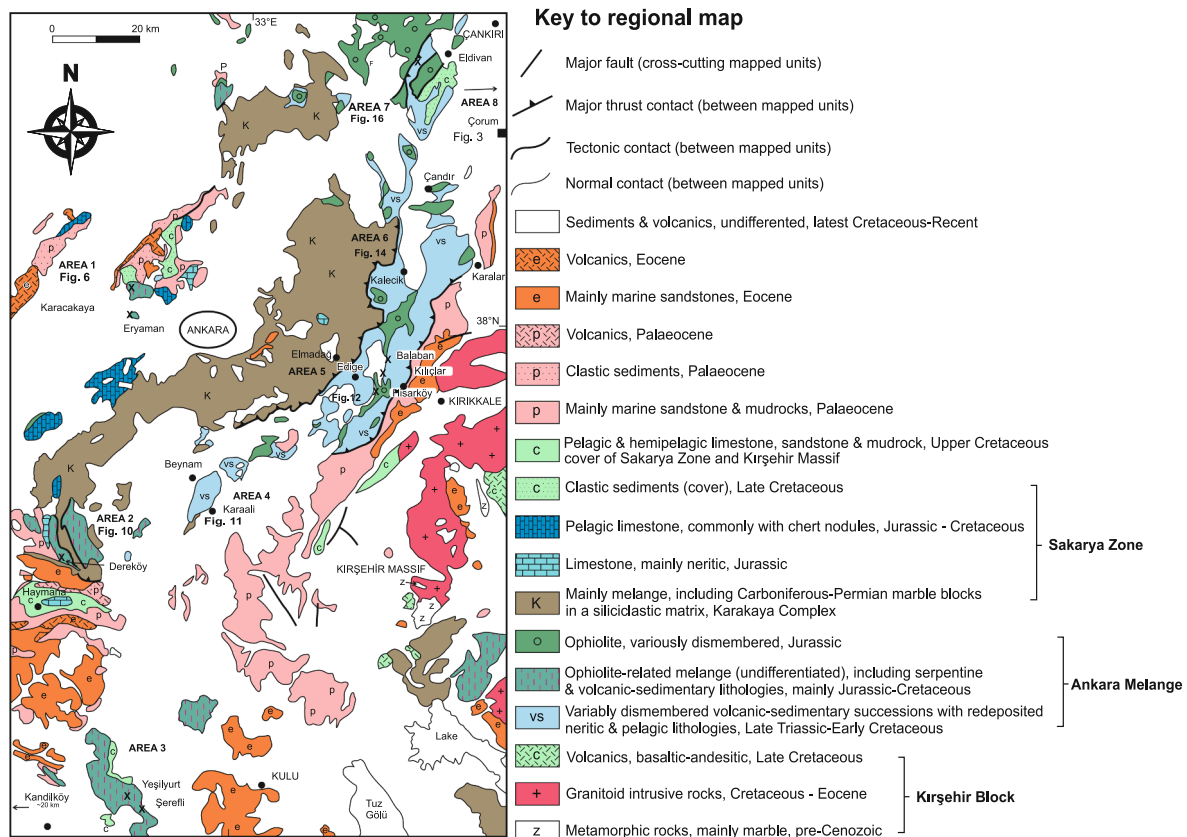 0 20 km
33°E
N
ÇANKIRI
Eldivan
P
F
c
AREA 7
Fig. 16
AREA 8
Çorum
Fig. 3
K
K
K
vs
vs
Çandır
p
AREA 1
Fig. 6
Karacakaya
e
p
p
c
c
p
p
X
Eryaman
ANKARA
K
K
AREA 6
Fig. 14
Kalecik
vs
Karalar
p
38°N
Elmadağ
AREA 5
Edige
Fig.12
Balaban
Kılıçlar
Hisarköy
KIRIKKALE
e
e
vs
K
K
Beynam
vs
vs
vs
AREA 4
Karaali
Fig. 11
p
c
c
z
e
e
AREA 2
Fig. 10
Dereköy
p
KIRŞEHİR MASSIF
z
z
z
Haymana
e
c
c
e
p
p
p
p
p
p
e
e
e
e
e
e
e
Lake
AREA 3
c
Yeşilyurt
Şerefli
c
Kandilköy
~20 km
KULU
e
e
e
Tuz
Gölü
Key to regional map
Major fault (cross-cutting mapped units)
Major thrust contact (between mapped units)
Tectonic contact (between mapped units)
Normal contact (between mapped units)
Sediments & volcanics, undifferented, latest Cretaceous-Recent
e Volcanics, Eocene
e Mainly marine sandstones, Eocene
p Volcanics, Palaeocene
p Clastic sediments, Palaeocene
p Mainly marine sandstone & mudrocks, Palaeocene
c Pelagic & hemipelagic limestone, sandstone & mudrock, Upper Cretaceous
cover of Sakarya Zone and Kırşehir Massif
c Clastic sediments (cover), Late Cretaceous
Pelagic limestone, commonly with chert nodules, Jurassic - Cretaceous
Limestone, mainly neritic, Jurassic
K Mainly melange, including Carboniferous-Permian marble blocks
in a siliciclastic matrix, Karakaya Complex
Sakarya Zone
Ophiolite, variously dismembered, Jurassic
Ophiolite-related melange (undifferentiated), including serpentine
& volcanic-sedimentary lithologies, mainly Jurassic-Cretaceous
vs Variably dismembered volcanic-sedimentary successions with redeposited
neritic & pelagic lithologies, Late Triassic-Early Cretaceous
Ankara Melange
c Volcanics, basaltic-andesitic, Late Cretaceous
+ Granitoid intrusive rocks, Cretaceous - Eocene
z Metamorphic rocks, mainly marble, pre-Cenozoic
Kırşehir Block